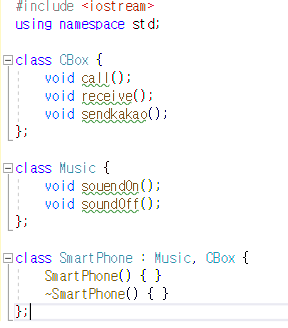 #include <iostream>
using namespace std;
class CBox {
void call();
void receive();
void sendkakao();
};
class Music {
void souendOn();
void soundOff();
};
class SmartPhone : Music, CBox {
SmartPhone() { }
~SmartPhone() { }
};